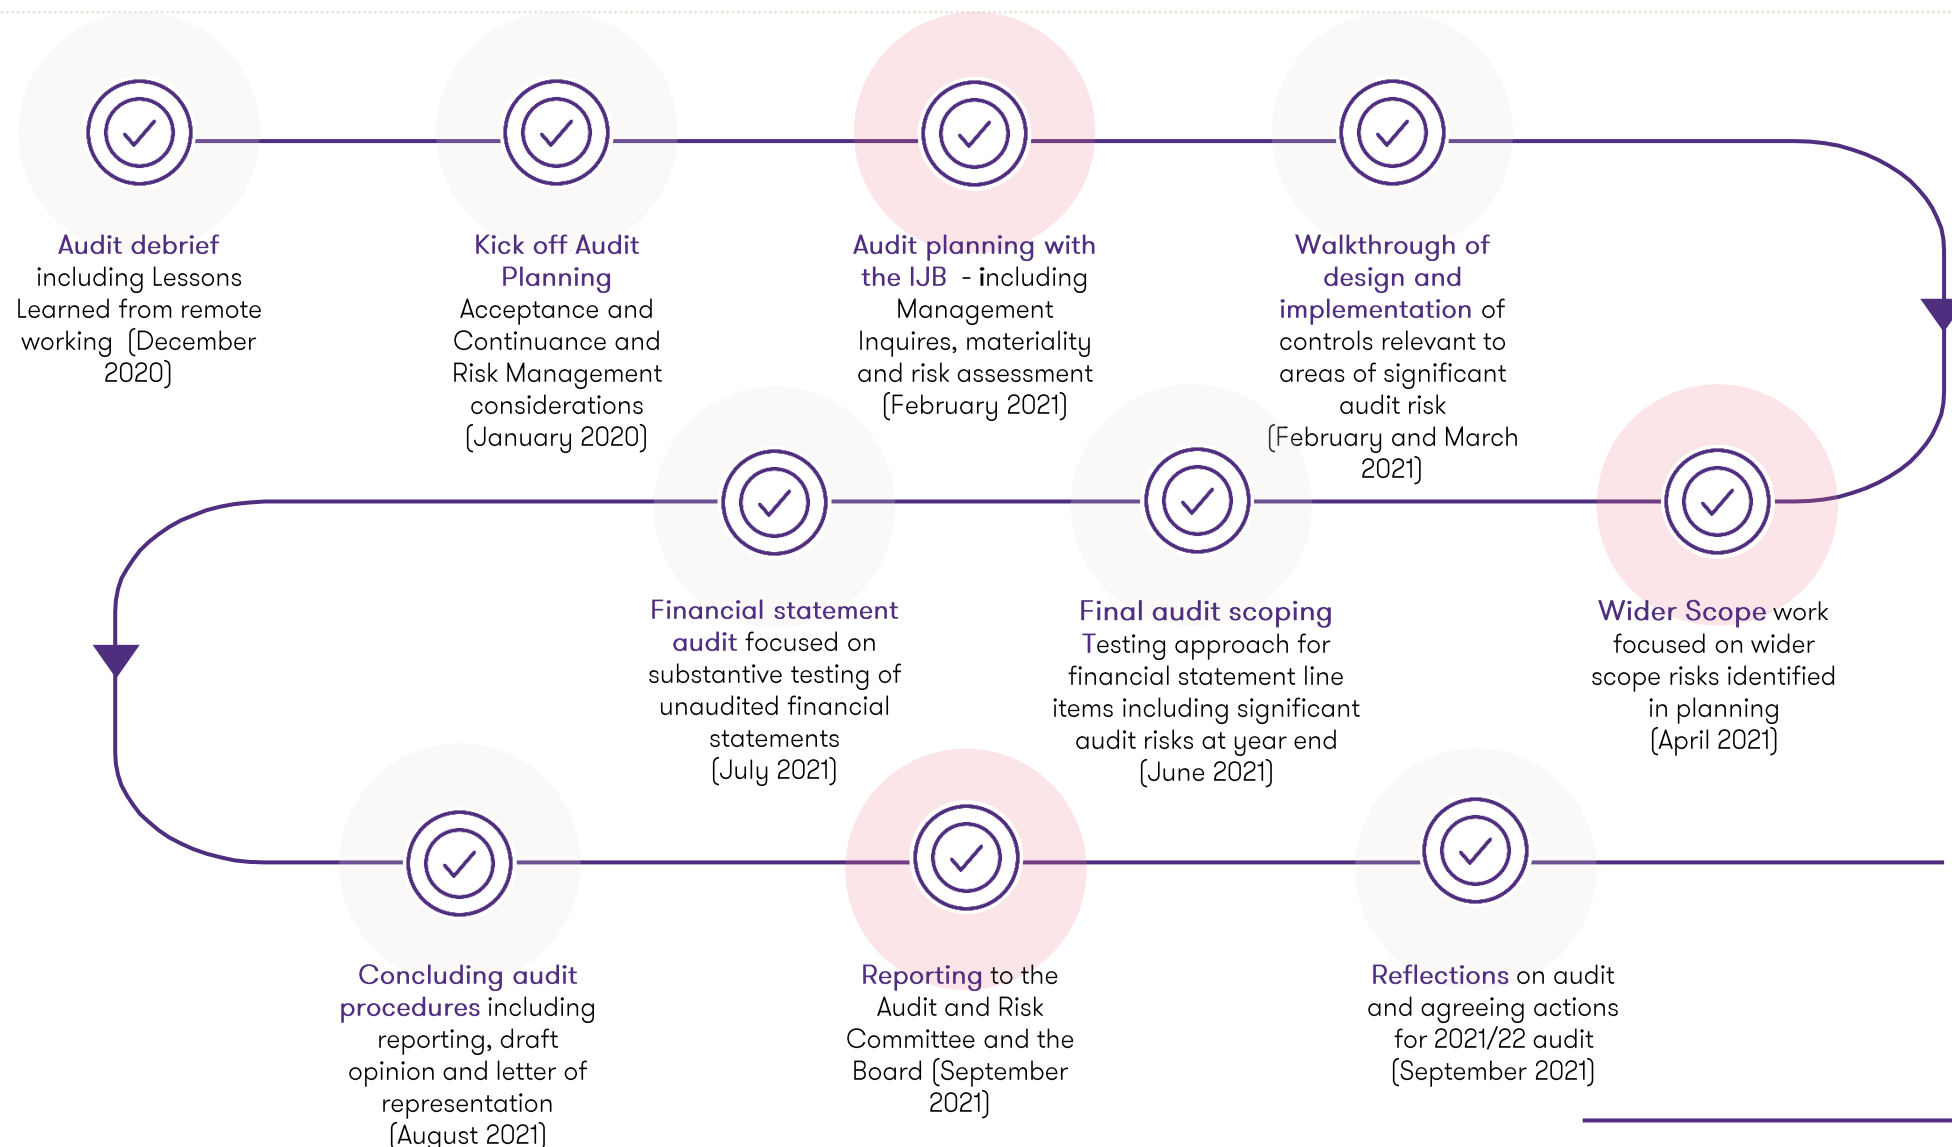 Audit debrief
including Lessons
Learned from remote
working (December
2020)
Kick off Audit
Planning
Acceptance and
Continuance and
Risk Management
considerations
(January 2020)
Audit planning with
the IJB - including
Management
Inquires, materiality
and risk assessment
(February 2021)
Walkthrough of
design and
implementation of
controls relevant to
areas of significant
audit risk
(February and March
2021)
Wider Scope work
focused on wider
scope risks identified
in planning
(April 2021)
Final audit scoping
Testing approach for
financial statement line
items including significant
audit risks at year end
(June 2021)
Financial statement
audit focused on
substantive testing of
unaudited financial
statements
(July 2021)
Concluding audit
procedures including
reporting, draft
opinion and letter of
representation
(August 2021)
Reporting to the
Audit and Risk
Committee and the
Board (September
2021)
Reflections on audit
and agreeing actions
for 2021/22 audit
(September 2021)